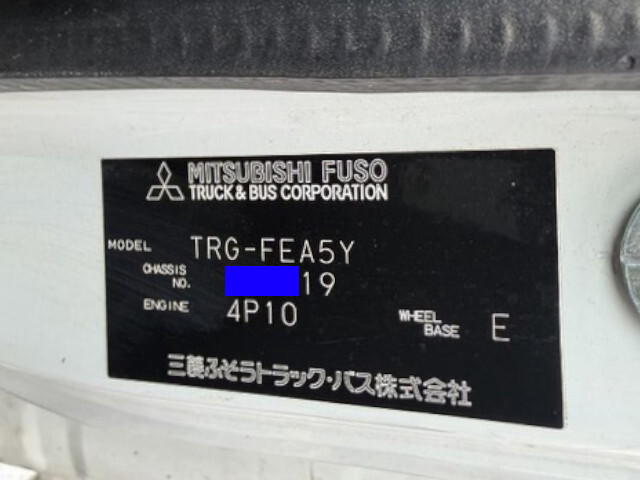 MITSUBISHI FUSO
TRUCK & BUS CORPORATION
MODEL TRG-FEA5Y
CHASSIS NO. 19
ENGINE 4P10
WHEEL BASE E
三菱ふそうトラック・バス株式会社